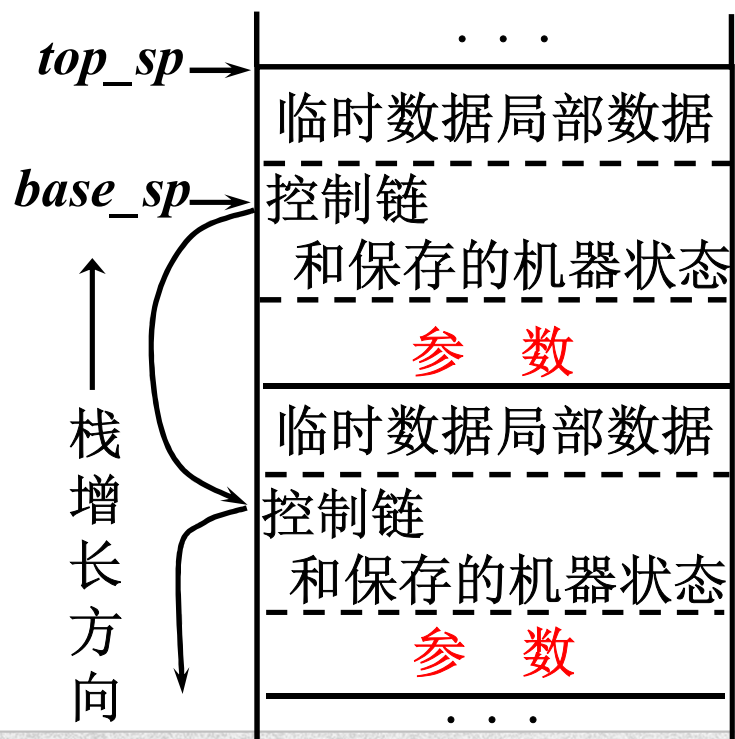 · · ·
top_sp
临时数据局部数据
base_sp
控制链
和保存的机器状态
参 数
临时数据局部数据
控制链
和保存的机器状态
参 数
· · ·
栈增长方向